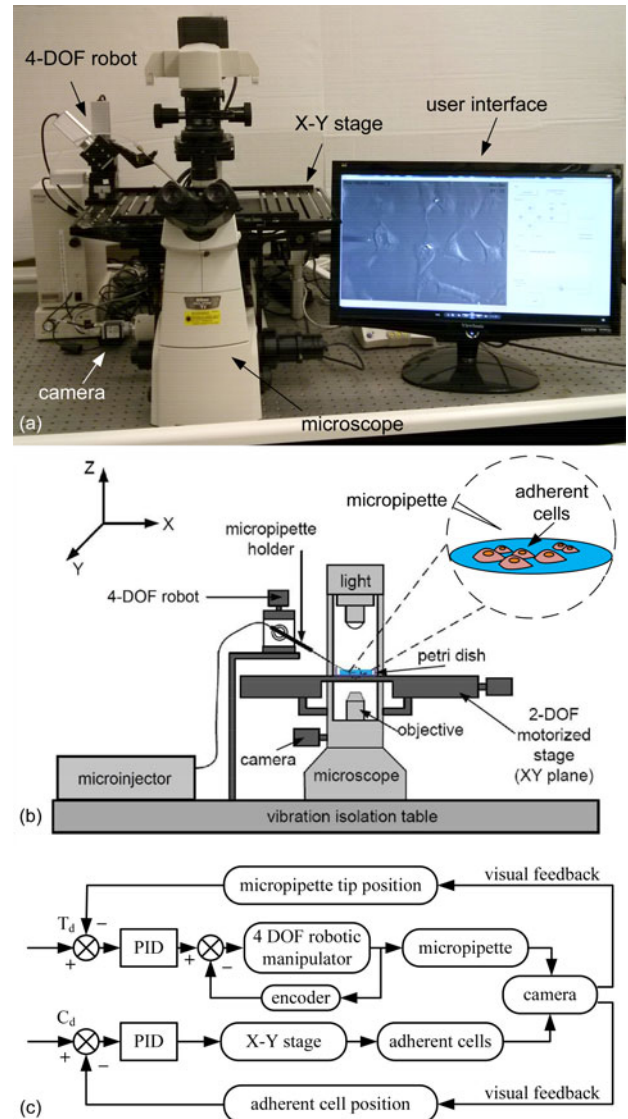 4-DOF robot
X-Y stage
user interface
camera
microscope
(a)
Z
X
Y
micropipette
holder
4-DOF robot
light
micropipette
adherent
cells
petri dish
objective
2-DOF
motorized
stage
(XY plane)
camera
microinjector
microscope
vibration isolation table
(b)
micropipette tip position
visual feedback
T_d
−
+
PID
+
−
4 DOF robotic
manipulator
micropipette
encoder
camera
C_d
+
−
PID
X-Y stage
adherent cells
adherent cell position
visual feedback
(c)